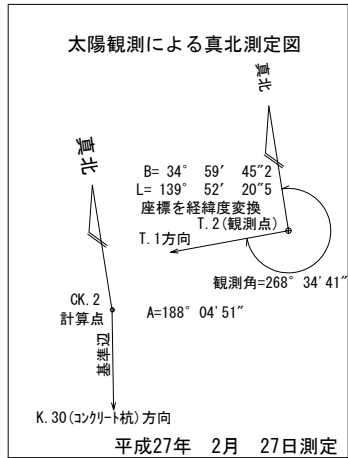 太陽観測による真北測定図
真北
真北
B= 34° 59′ 45″2
L= 139° 52′ 20″5
座標を経緯度変換
T.2(観測点)
T.1方向
観測角=268° 34'41"
CK.2
計算点
A=188° 04'51"
基準辺
K.30(コンクリート杭)方向
平成27年 2月 27日測定